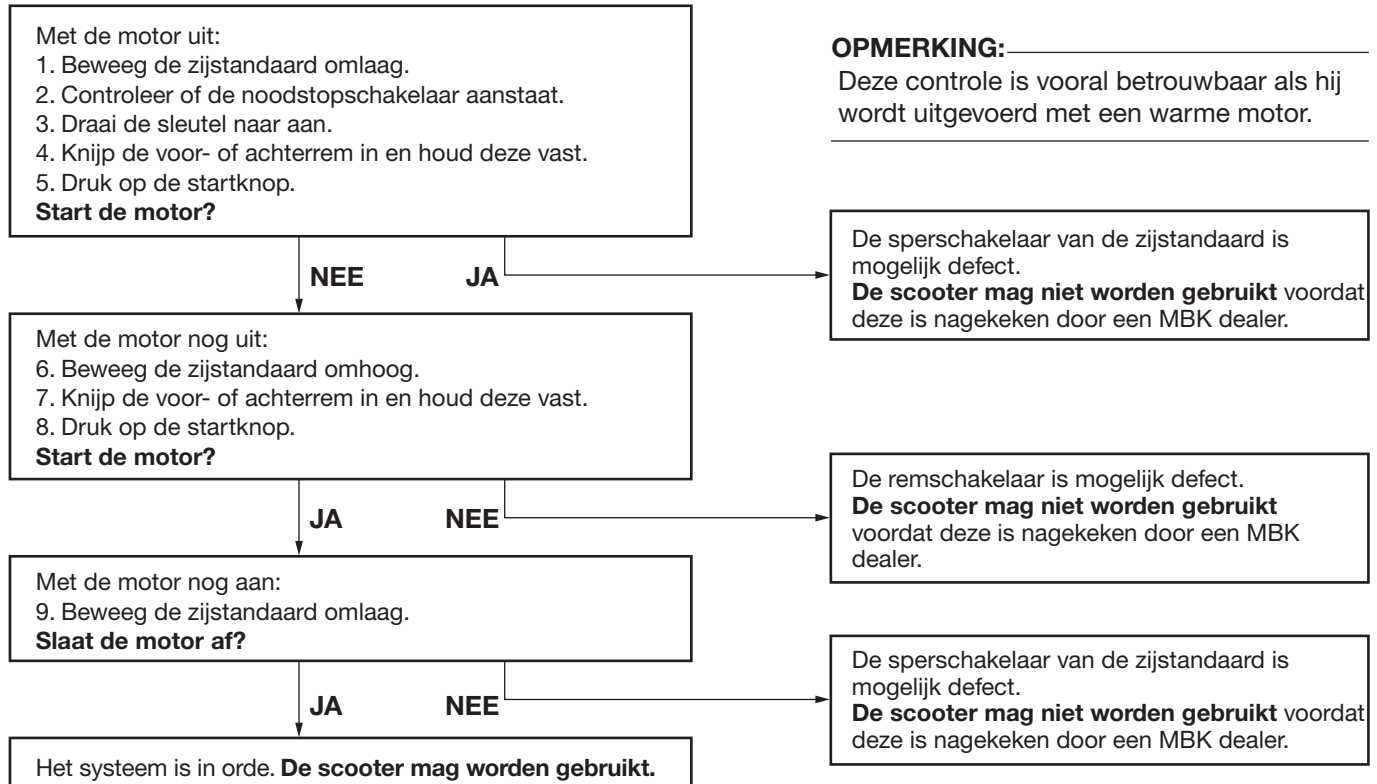 Met de motor uit:
1. Beweeg de zijstandaard omlaag.
2. Controleer of de noodstopschakelaar aanstaat.
3. Draai de sleutel naar aan.
4. Knijp de voor- of achterrem in en houd deze vast.
5. Druk op de startknop.
Start de motor?
OPMERKING:
Deze controle is vooral betrouwbaar als hij
wordt uitgevoerd met een warme motor.
NEE
JA
De sperschakelaar van de zijstandaard is
mogelijk defect.
De scooter mag niet worden gebruikt voordat
deze is nagekeken door een MBK dealer.
Met de motor nog uit:
6. Beweeg de zijstandaard omhoog.
7. Knijp de voor- of achterrem in en houd deze vast.
8. Druk op de startknop.
Start de motor?
JA
NEE
De remschakelaar is mogelijk defect.
De scooter mag niet worden gebruikt
voordat deze is nagekeken door een MBK
dealer.
Met de motor nog aan:
9. Beweeg de zijstandaard omlaag.
Slaat de motor af?
JA
NEE
De sperschakelaar van de zijstandaard is
mogelijk defect.
De scooter mag niet worden gebruikt voordat
deze is nagekeken door een MBK dealer.
Het systeem is in orde. De scooter mag worden gebruikt.